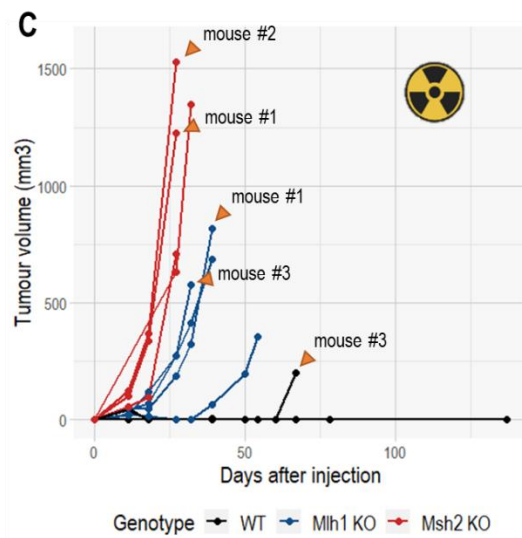 C
mouse #2
mouse #1
mouse #1
mouse #3
mouse #3
Tumour volume (mm3)
1500
1000
500
0
0
50
100
Days after injection
Genotype WT Mlh1 KO Msh2 KO